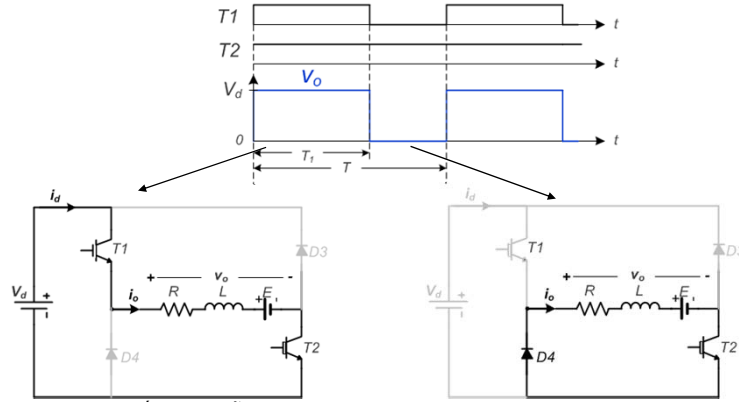 T1
t
T2
t
Vd
Vo
0
t
T1
T
id
T1
D3
+ vo -
Vd
+
-
io
R
L
+
E
-
D4
T2
id
T1
D3
+ vo -
Vd
+
-
io
R
L
+
E
-
D4
T2